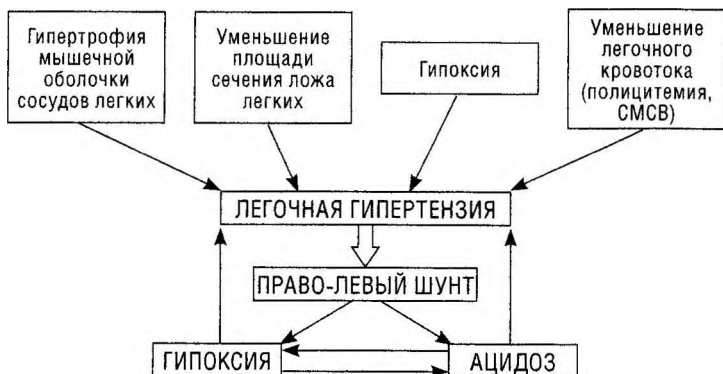 Гипертрофия
мышечной
оболочки
сосудов легких
Уменьшение
площади
сечения ложа
легких
Гипоксия
Уменьшение
легочного
кровотока
(полицитемия,
СМСВ)
ЛЕГОЧНАЯ ГИПЕРТЕНЗИЯ
ПРАВО-ЛЕВЫЙ ШУНТ
ГИПОКСИЯ
АЦИДОЗ